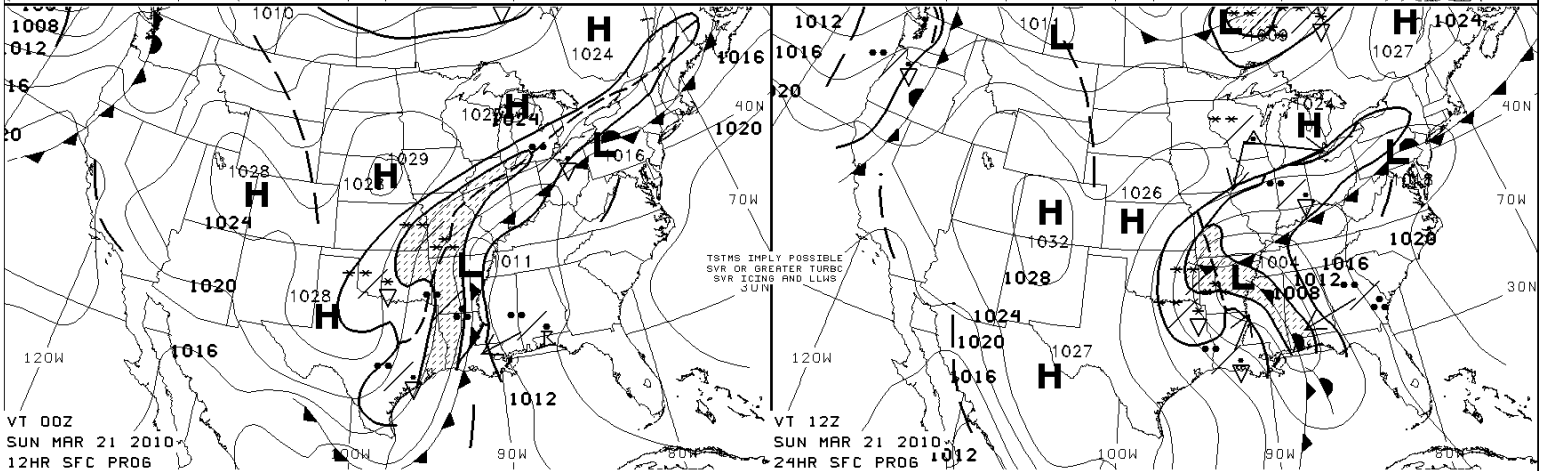 1010
1008
012
H
1024
1016
40N
1020
H
1024
L
1016
1029
H
1028
H
1024
70W
L
1011
1020
1028
H
30N
120W
1016
1012
VT 00Z
SUN MAR 21 2010
12HR SFC PROG
100W
90W
80W
TSTMS IMPLY POSSIBLE
SVR OR GREATER TURBC
SVR ICING AND LLWS
1012
1011
L
L
H
1024
1027
1016
1024
H
40N
L
1026
H
H
1032
70W
1020
1028
L
1004
1016
1012
1008
30N
1024
1020
1027
H
1016
120W
VT 12Z
SUN MAR 21 2010
24HR SFC PROG
1012
100W
90W
80W